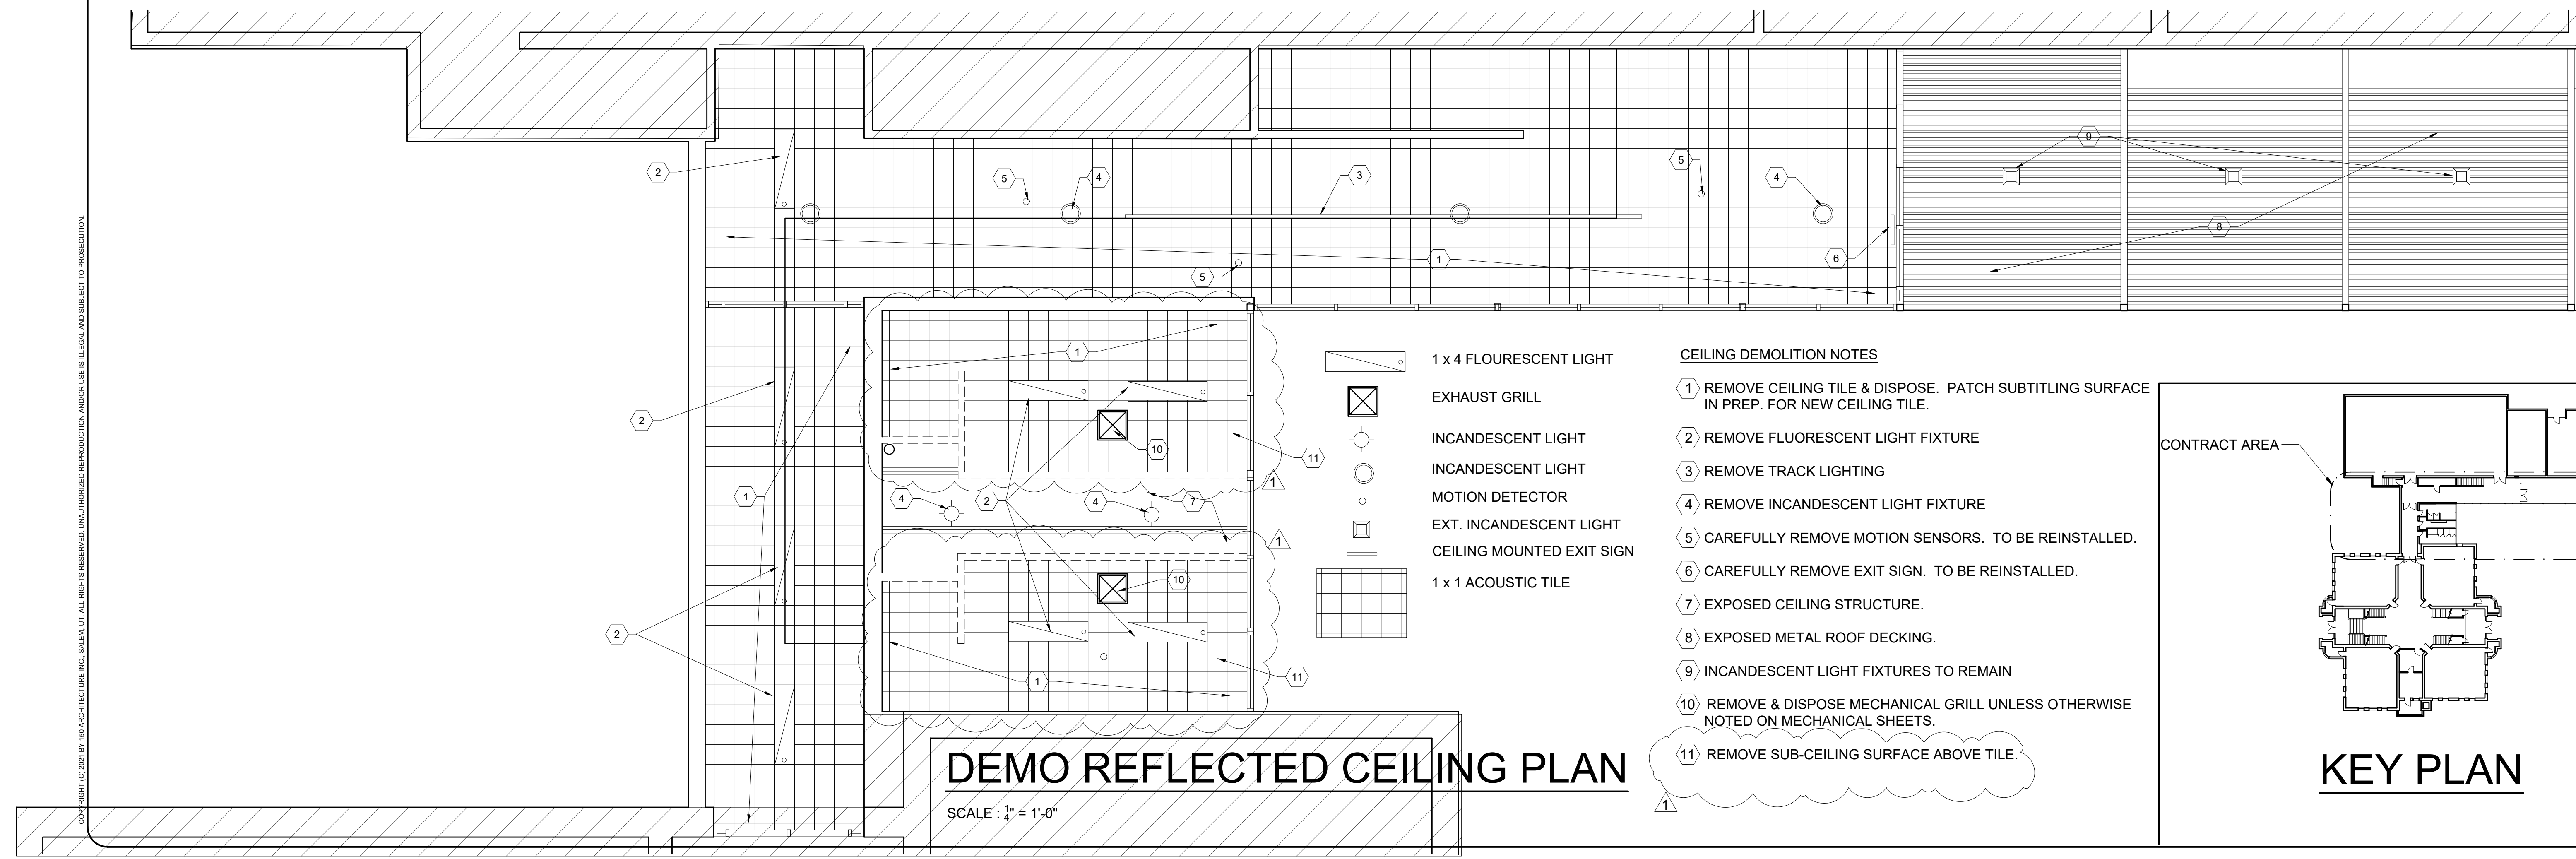 COPYRIGHT (C) 2021 BY 150 ARCHITECTURE INC., SALEM, UT. ALL RIGHTS RESERVED. UNAUTHORIZED REPRODUCTION AND/OR USE IS ILLEGAL AND SUBJECT TO PROSECUTION.
2
5
4
3
5
4
9
8
6
1
5
2
2
1
1
10
11
1
4
2
4
7
1
10
11
1
1 x 4 FLOURESCENT LIGHT
EXHAUST GRILL
INCANDESCENT LIGHT
INCANDESCENT LIGHT
MOTION DETECTOR
EXT. INCANDESCENT LIGHT
CEILING MOUNTED EXIT SIGN
1 x 1 ACOUSTIC TILE
CEILING DEMOLITION NOTES
1 REMOVE CEILING TILE & DISPOSE. PATCH SUBTITLING SURFACE
IN PREP. FOR NEW CEILING TILE.
2 REMOVE FLUORESCENT LIGHT FIXTURE
3 REMOVE TRACK LIGHTING
4 REMOVE INCANDESCENT LIGHT FIXTURE
5 CAREFULLY REMOVE MOTION SENSORS. TO BE REINSTALLED.
6 CAREFULLY REMOVE EXIT SIGN. TO BE REINSTALLED.
7 EXPOSED CEILING STRUCTURE.
8 EXPOSED METAL ROOF DECKING.
9 INCANDESCENT LIGHT FIXTURES TO REMAIN
10 REMOVE & DISPOSE MECHANICAL GRILL UNLESS OTHERWISE
NOTED ON MECHANICAL SHEETS.
11 REMOVE SUB-CEILING SURFACE ABOVE TILE.
1
CONTRACT AREA
KEY PLAN
DEMO REFLECTED CEILING PLAN
SCALE : 1/4" = 1'-0"